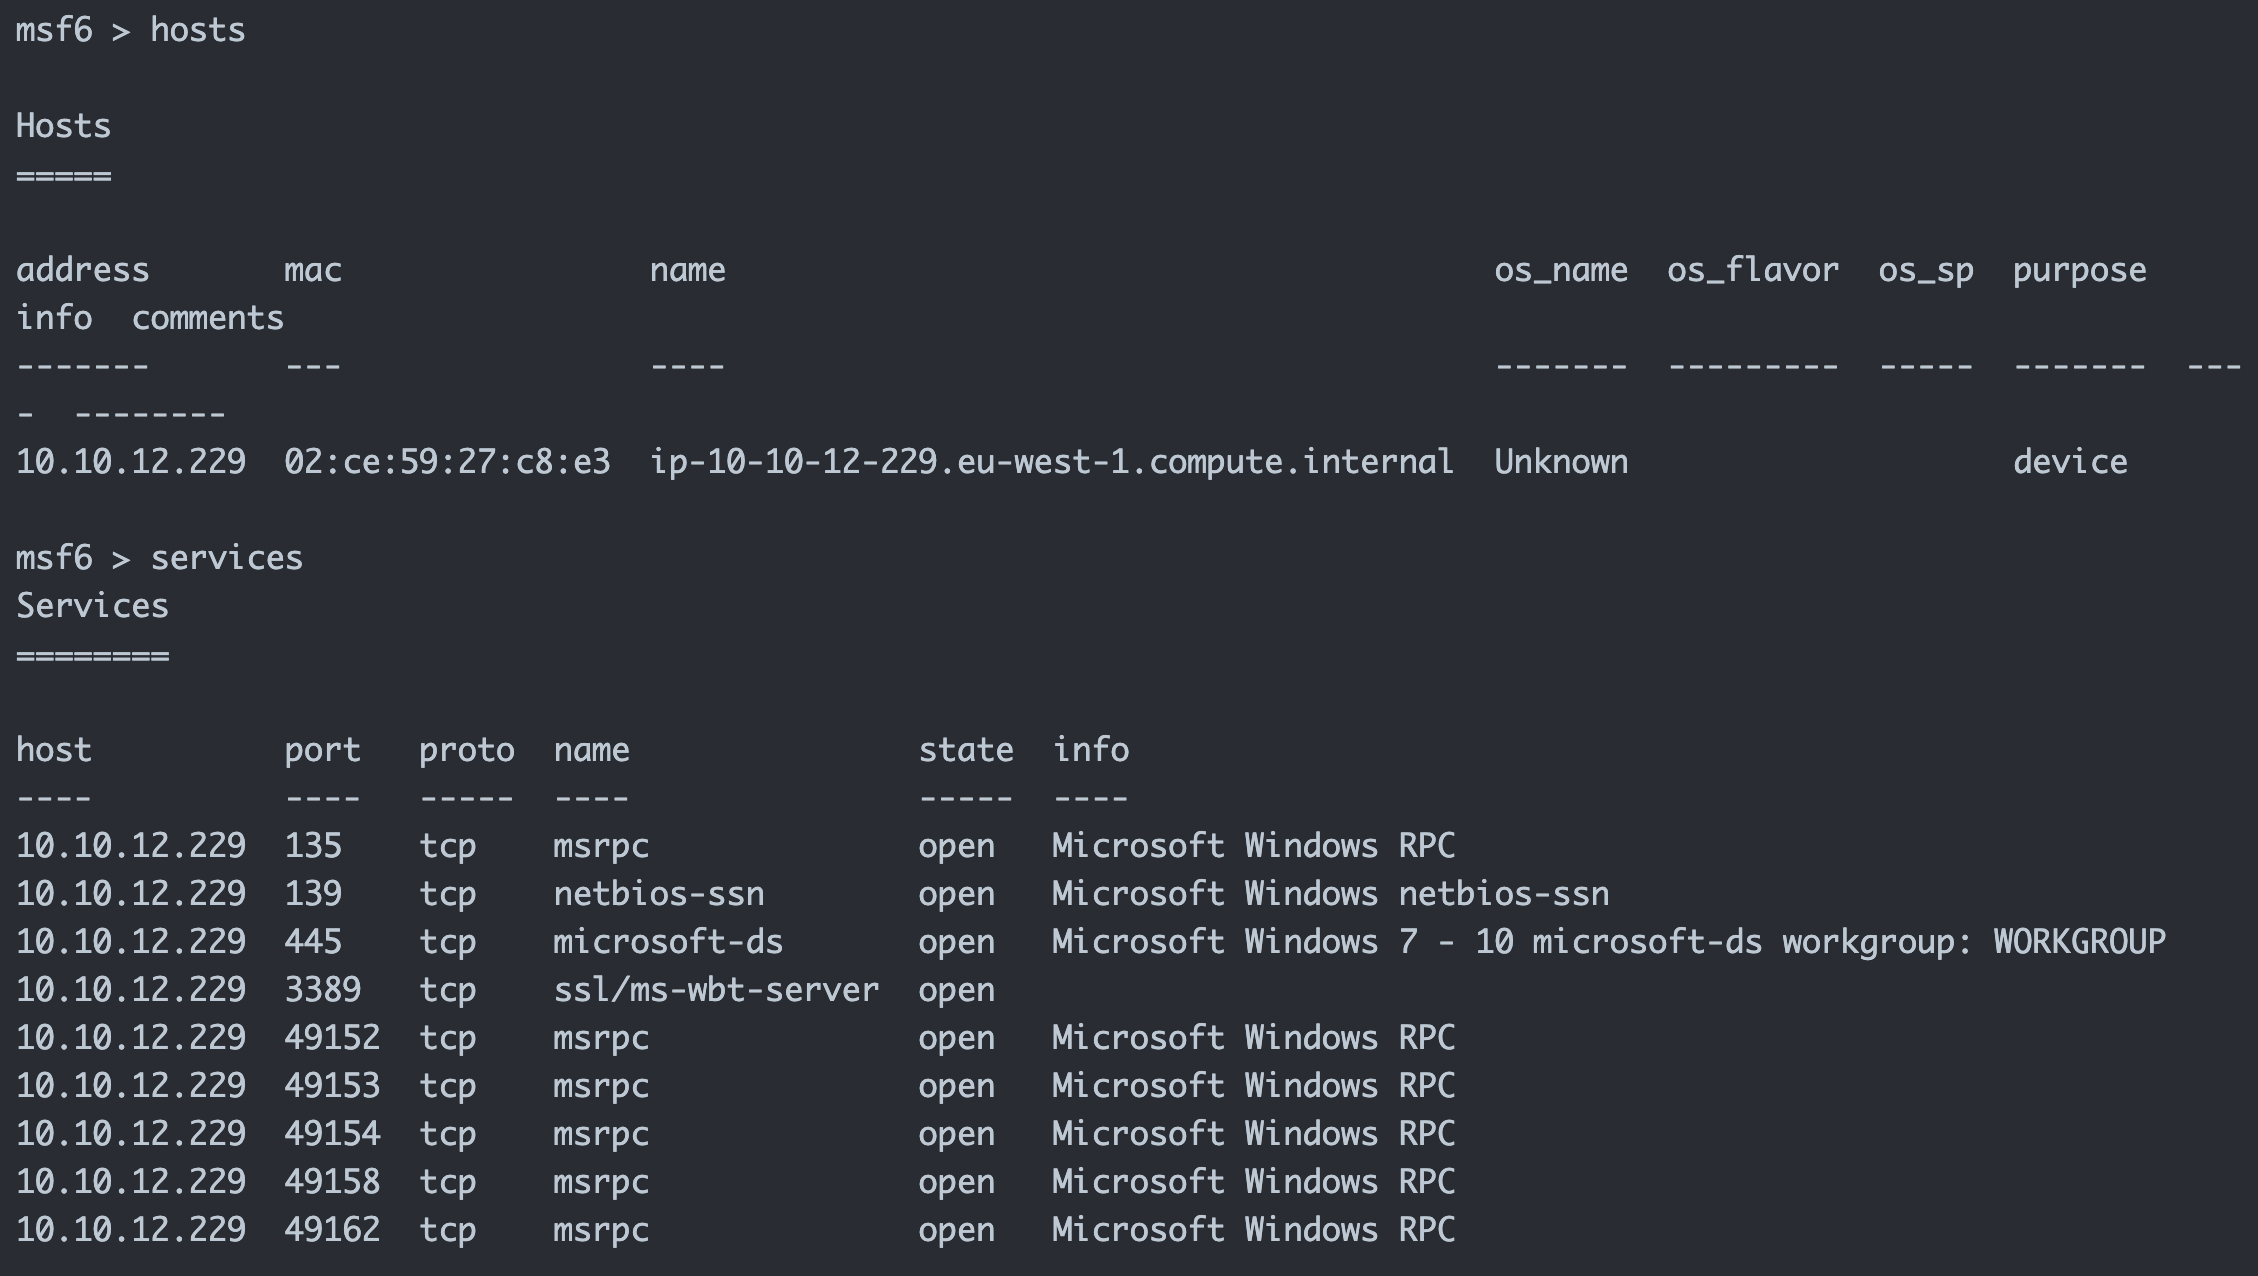 msf6 > hosts
Hosts
=====
address       mac                name                                        os_name  os_flavor  os_sp  purpose
info  comments
-------       ---                ----                                        -------  ---------  -----  -------  ---
-  --------
10.10.12.229  02:ce:59:27:c8:e3  ip-10-10-12-229.eu-west-1.compute.internal  Unknown                    device
msf6 > services
Services
========
host          port   proto  name               state  info
----          ----   -----  ----               -----  ----
10.10.12.229  135    tcp    msrpc              open   Microsoft Windows RPC
10.10.12.229  139    tcp    netbios-ssn        open   Microsoft Windows netbios-ssn
10.10.12.229  445    tcp    microsoft-ds       open   Microsoft Windows 7 - 10 microsoft-ds workgroup: WORKGROUP
10.10.12.229  3389   tcp    ssl/ms-wbt-server  open
10.10.12.229  49152  tcp    msrpc              open   Microsoft Windows RPC
10.10.12.229  49153  tcp    msrpc              open   Microsoft Windows RPC
10.10.12.229  49154  tcp    msrpc              open   Microsoft Windows RPC
10.10.12.229  49158  tcp    msrpc              open   Microsoft Windows RPC
10.10.12.229  49162  tcp    msrpc              open   Microsoft Windows RPC